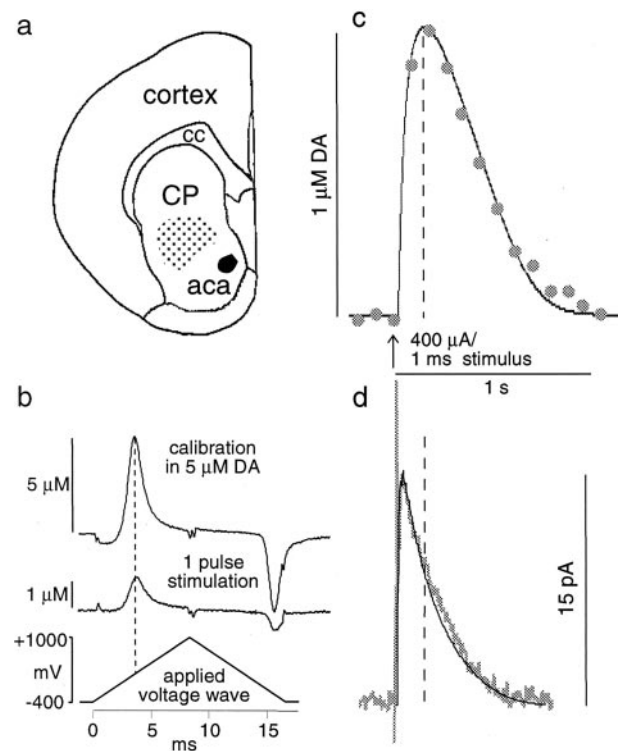 a
cortex
cc
CP
aca
b
calibration
in 5 μM DA
5 μM
1 pulse
stimulation
1 μM
+1000
mV
-400
applied
voltage wave
0
5
10
15
ms
c
1 μM DA
400 μA/
1 ms stimulus
1 s
d
15 pA